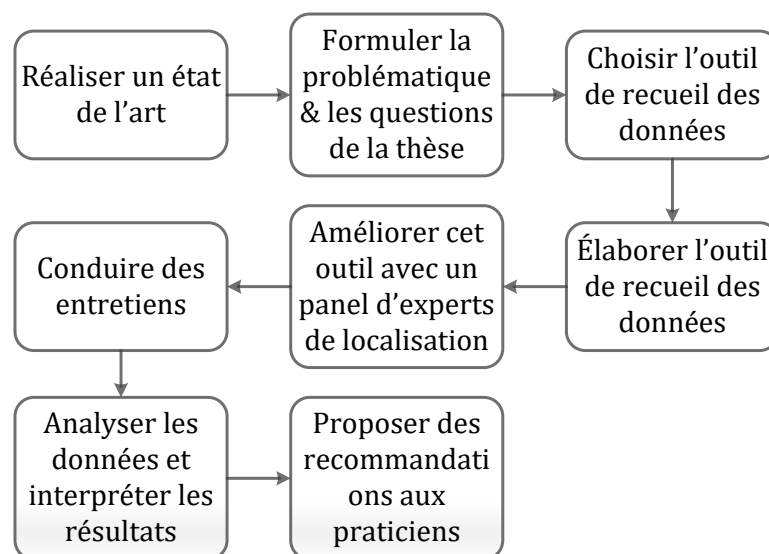 Réaliser un état
de l’art
Formuler la
problématique
& les questions
de la thèse
Choisir l’outil
de recueil des
données
Élaborer l’outil
de recueil des
données
Améliorer cet
outil avec un
panel d’experts
de localisation
Conduire des
entretiens
Analyser les
données et
interpréter les
résultats
Proposer des
recommandati
ons aux
praticiens